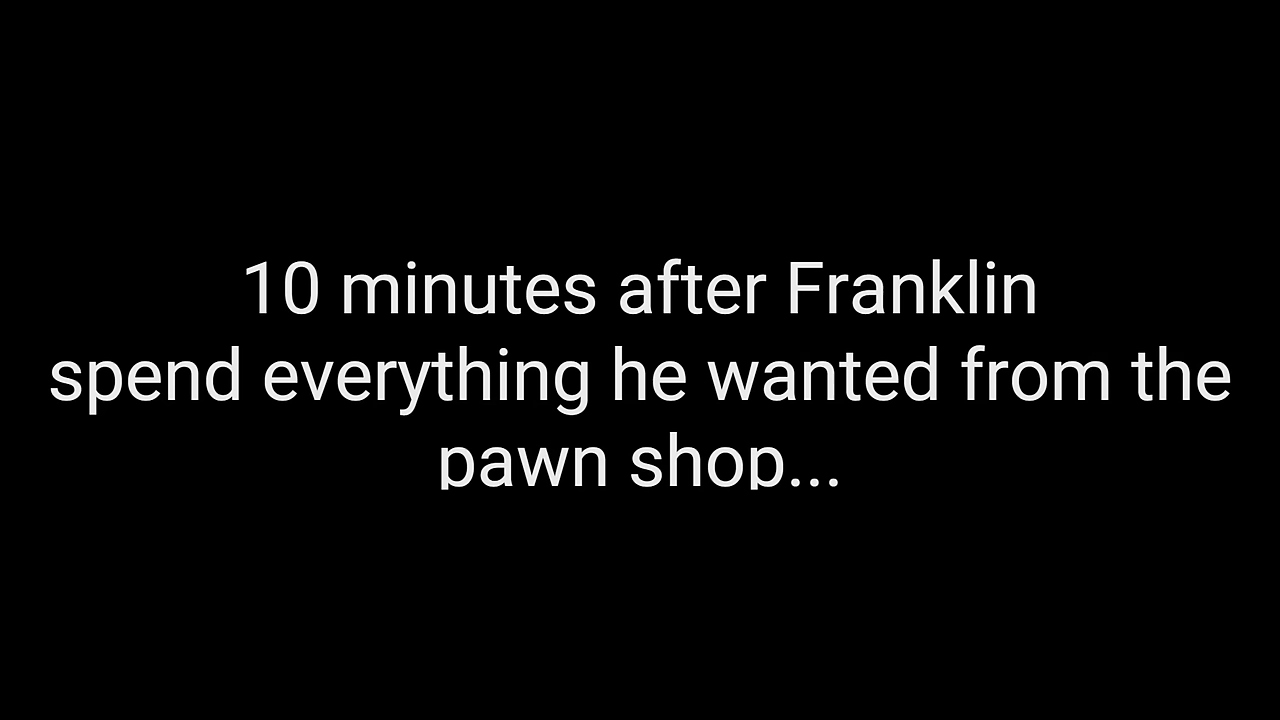 10 minutes after Franklin
spend everything he wanted from the
pawn shop...